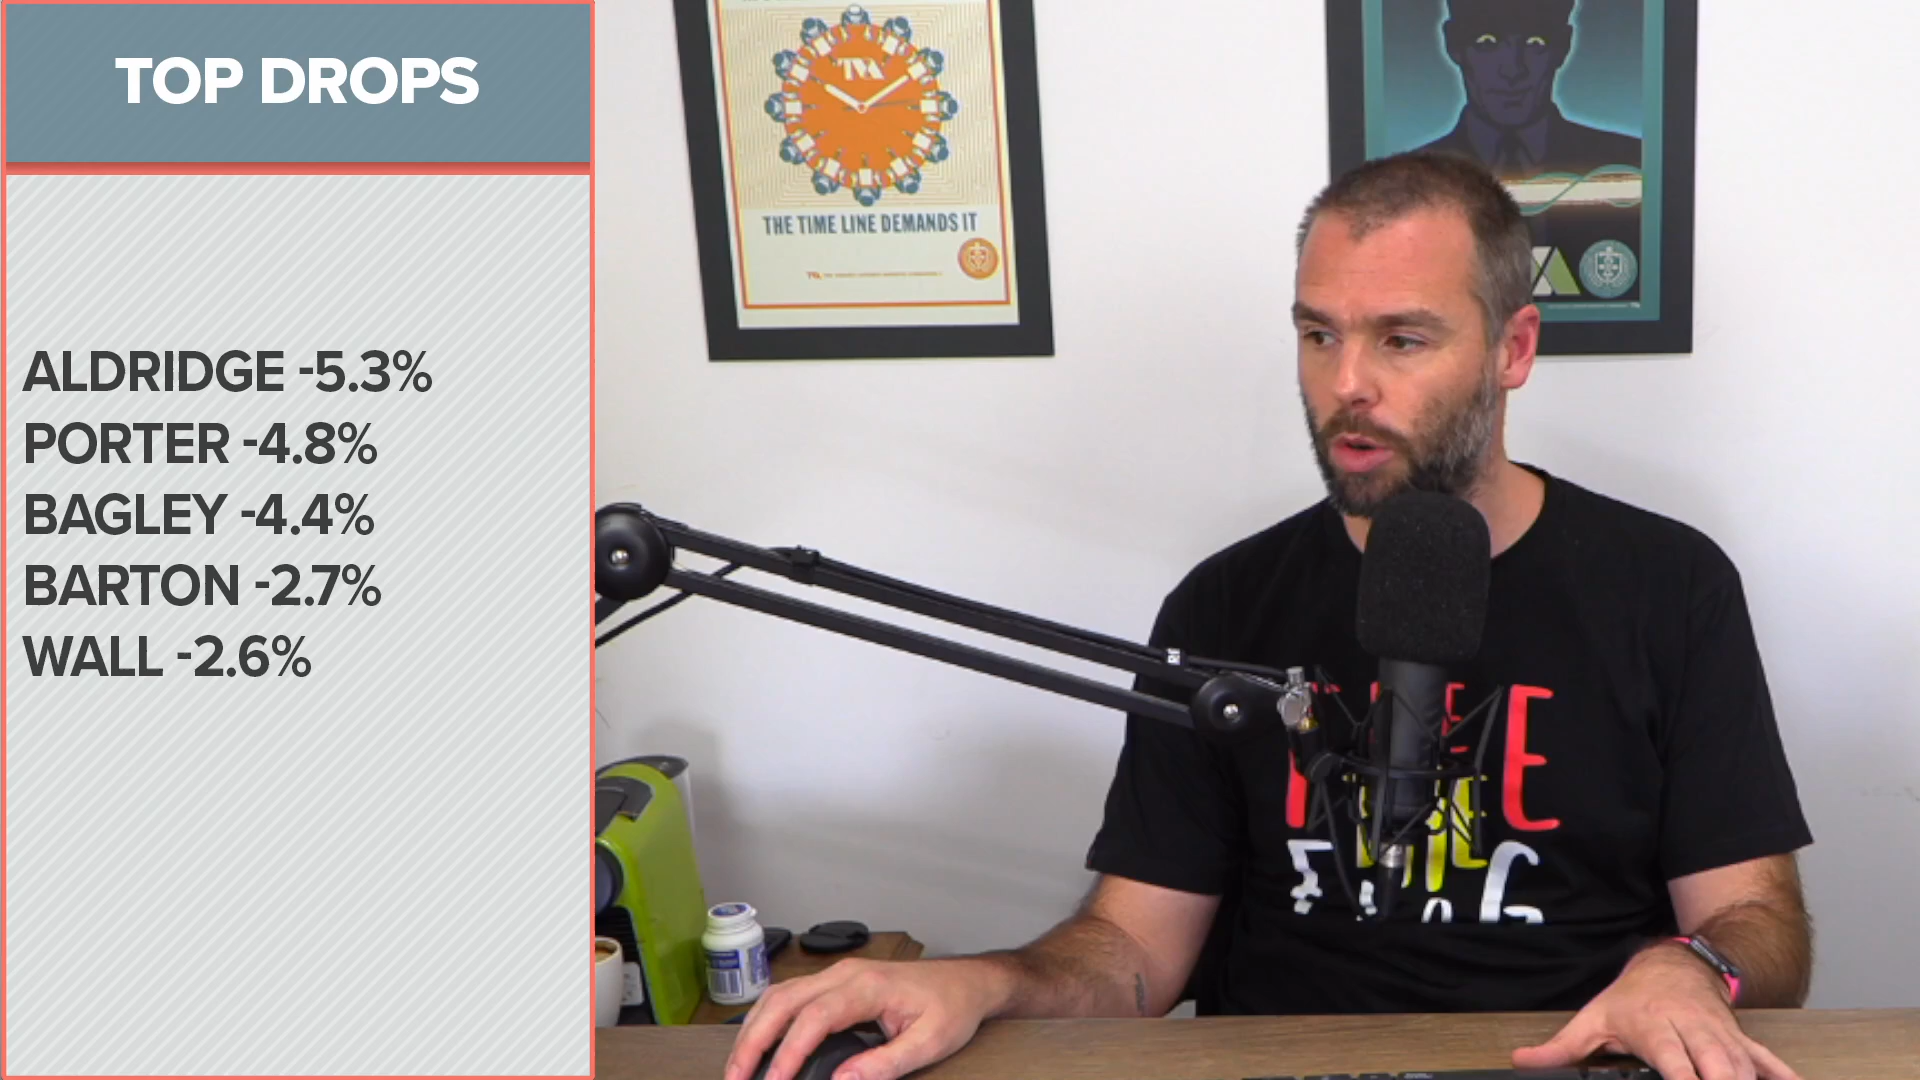 TOP DROPS
ALDRIDGE -5.3%
PORTER -4.8%
BAGLEY -4.4%
BARTON -2.7%
WALL -2.6%
TVA
THE TIME LINE DEMANDS IT